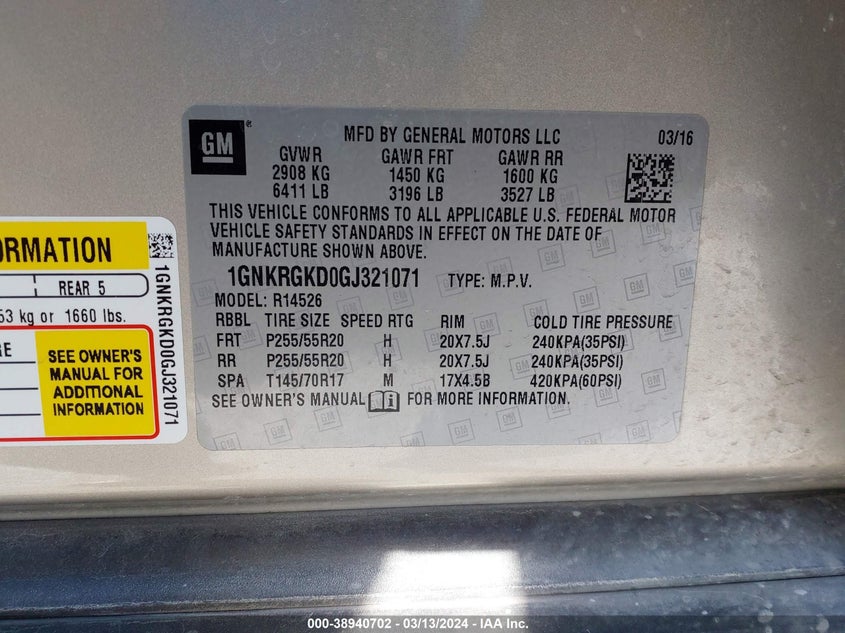 GM
MFD BY GENERAL MOTORS LLC 03/16
GVWR GAWR FRT GAWR RR
2908 KG 1450 KG 1600 KG
6411 LB 3196 LB 3527 LB
THIS VEHICLE CONFORMS TO ALL APPLICABLE U.S. FEDERAL MOTOR
VEHICLE SAFETY STANDARDS IN EFFECT ON THE DATE OF
MANUFACTURE SHOWN ABOVE.
1GNKRGKD0GJ321071 TYPE: M.P.V.
MODEL: R14526
RBBL TIRE SIZE SPEED RTG RIM COLD TIRE PRESSURE
FRT P255/55R20 H 20X7.5J 240KPA(35PSI)
RR P255/55R20 H 20X7.5J 240KPA(35PSI)
SPA T145/70R17 M 17X4.5B 420KPA(60PSI)
SEE OWNER'S MANUAL FOR MORE INFORMATION.
ORMATION
REAR 5
53 kg or 1660 lbs.
RE
SEE OWNER'S
MANUAL FOR
ADDITIONAL
INFORMATION
1GNKRGKD0GJ321071
000-38940702 - 03/13/2024 - IAA Inc.